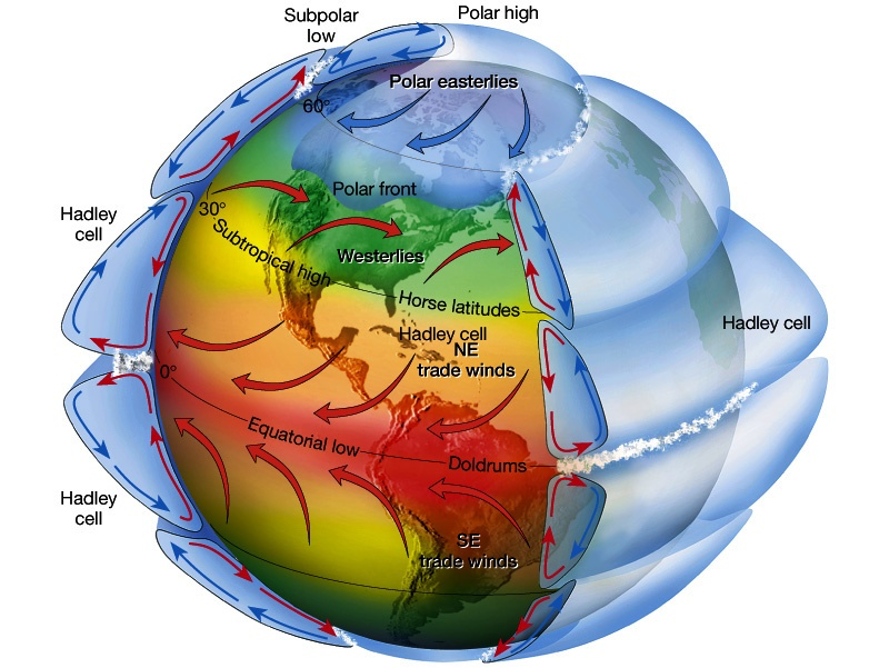 Polar high
Subpolar
low
Polar easterlies
60°
Polar front
30°
Hadley
cell
Subtropical high
Westerlies
Horse latitudes
Hadley cell
Hadley cell
NE
trade winds
0°
Equatorial low
Doldrums
Hadley
cell
SE
trade winds